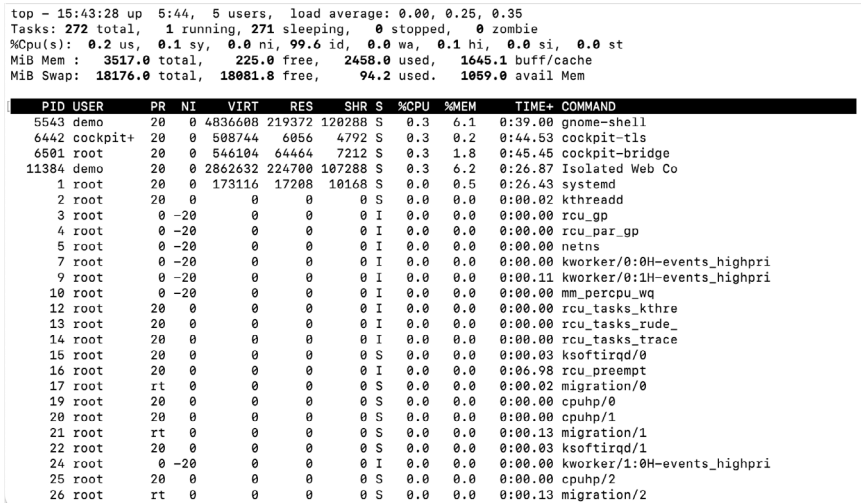 top - 15:43:28 up  5:44,  5 users,  load average: 0.00, 0.25, 0.35
Tasks: 272 total,   1 running, 271 sleeping,   0 stopped,   0 zombie
%Cpu(s):  0.2 us,  0.1 sy,  0.0 ni, 99.6 id,  0.0 wa,  0.1 hi,  0.0 si,  0.0 st
MiB Mem :   3517.0 total,    225.0 free,   2458.0 used,   1645.1 buff/cache
MiB Swap:  18176.0 total,  18081.8 free,     94.2 used.   1059.0 avail Mem
PID USER      PR  NI    VIRT    RES    SHR S  %CPU  %MEM     TIME+ COMMAND
5543 demo      20   0 4836608 219372 120288 S   0.3   6.1   0:39.00 gnome-shell
6442 cockpit+  20   0  508744   6056   4792 S   0.3   0.2   0:44.53 cockpit-tls
6501 root      20   0  546104  64464   7212 S   0.3   1.8   0:45.45 cockpit-bridge
11384 demo      20   0 2862632 224700 107288 S   0.3   6.2   0:26.87 Isolated Web Co
1 root      20   0  173116  17208  10168 S   0.0   0.5   0:26.43 systemd
2 root      20   0       0      0      0 S   0.0   0.0   0:00.02 kthreadd
3 root       0 -20       0      0      0 I   0.0   0.0   0:00.00 rcu_gp
4 root       0 -20       0      0      0 I   0.0   0.0   0:00.00 rcu_par_gp
5 root       0 -20       0      0      0 I   0.0   0.0   0:00.00 netns
7 root       0 -20       0      0      0 I   0.0   0.0   0:00.00 kworker/0:0H-events_highpri
9 root       0 -20       0      0      0 I   0.0   0.0   0:00.11 kworker/0:1H-events_highpri
10 root       0 -20       0      0      0 I   0.0   0.0   0:00.00 mm_percpu_wq
12 root      20   0       0      0      0 I   0.0   0.0   0:00.00 rcu_tasks_kthre
13 root      20   0       0      0      0 I   0.0   0.0   0:00.00 rcu_tasks_rude_
14 root      20   0       0      0      0 I   0.0   0.0   0:00.00 rcu_tasks_trace
15 root      20   0       0      0      0 S   0.0   0.0   0:00.03 ksoftirqd/0
16 root      20   0       0      0      0 I   0.0   0.0   0:06.98 rcu_preempt
17 root      rt   0       0      0      0 S   0.0   0.0   0:00.02 migration/0
19 root      20   0       0      0      0 S   0.0   0.0   0:00.00 cpuhp/0
20 root      20   0       0      0      0 S   0.0   0.0   0:00.00 cpuhp/1
21 root      rt   0       0      0      0 S   0.0   0.0   0:00.13 migration/1
22 root      20   0       0      0      0 S   0.0   0.0   0:00.03 ksoftirqd/1
24 root       0 -20       0      0      0 I   0.0   0.0   0:00.00 kworker/1:0H-events_highpri
25 root      20   0       0      0      0 S   0.0   0.0   0:00.00 cpuhp/2
26 root      rt   0       0      0      0 S   0.0   0.0   0:00.13 migration/2